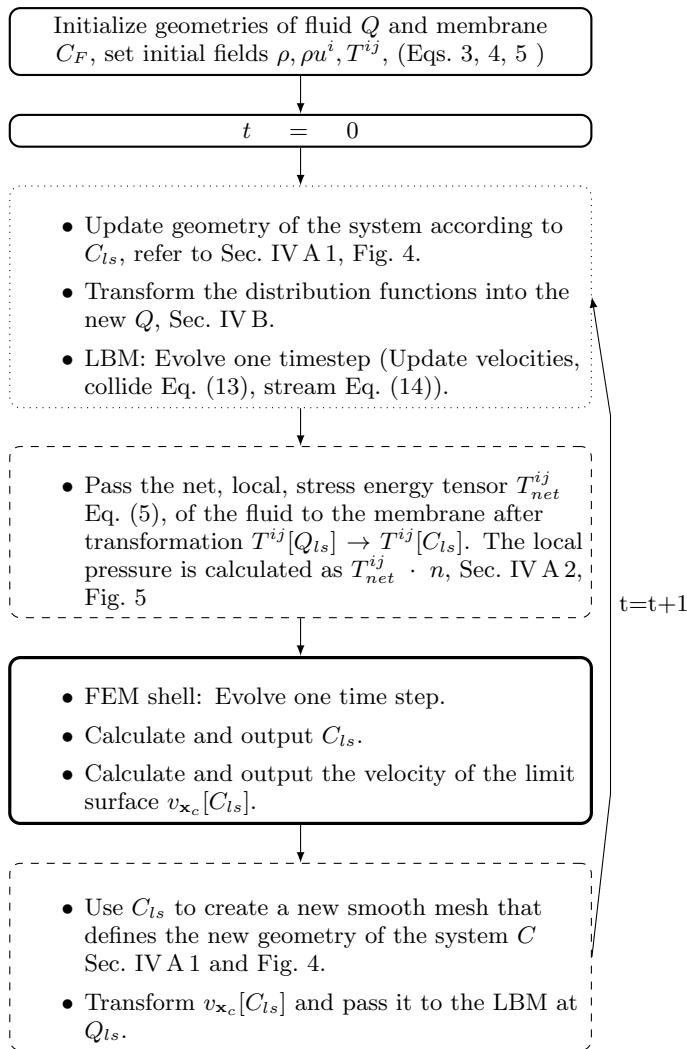 Initialize geometries of fluid Q and membrane
C_F, set initial fields ρ, ρu^i, T^{ij}, (Eqs. 3, 4, 5 )
t = 0
• Update geometry of the system according to
C_{ls}, refer to Sec. IV A 1, Fig. 4.
• Transform the distribution functions into the
new Q, Sec. IV B.
• LBM: Evolve one timestep (Update velocities,
collide Eq. (13), stream Eq. (14)).
• Pass the net, local, stress energy tensor T^{ij}_{net}
Eq. (5), of the fluid to the membrane after
transformation T^{ij}[Q_{ls}] → T^{ij}[C_{ls}]. The local
pressure is calculated as T^{ij}_{net} · n, Sec. IV A 2,
Fig. 5
t=t+1
• FEM shell: Evolve one time step.
• Calculate and output C_{ls}.
• Calculate and output the velocity of the limit
surface v_{𝐱_c}[C_{ls}].
• Use C_{ls} to create a new smooth mesh that
defines the new geometry of the system C
Sec. IV A 1 and Fig. 4.
• Transform v_{𝐱_c}[C_{ls}] and pass it to the LBM at
Q_{ls}.